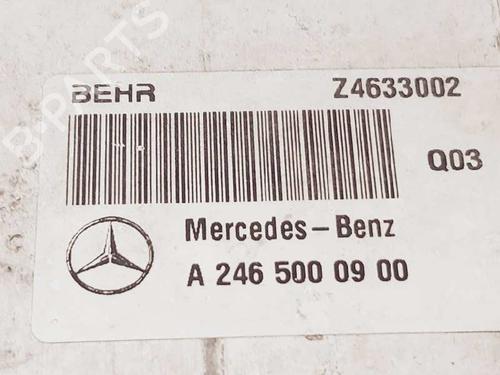 B-PARTS
BEHR Z4633002
Q03
Mercedes-Benz
A 246 500 09 00